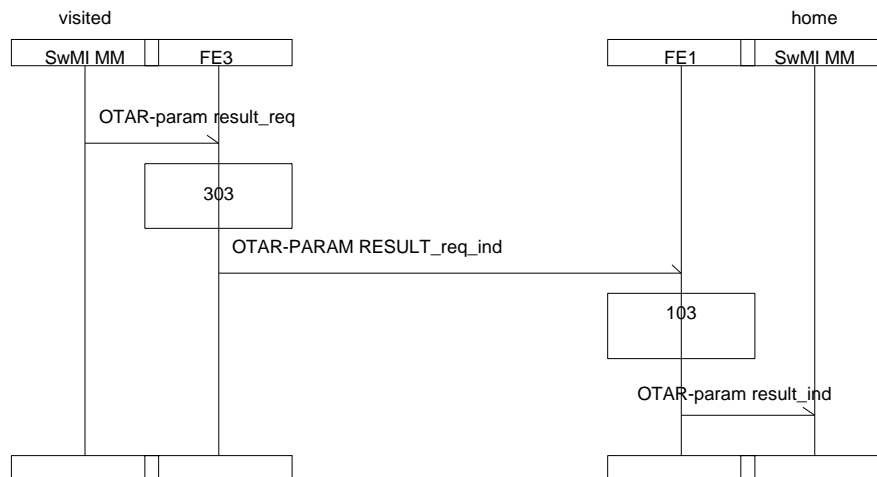 visited
home
SwMI MM
FE3
FE1
SwMI MM
OTAR-param result_req
303
OTAR-PARAM RESULT_req_ind
103
OTAR-param result_ind